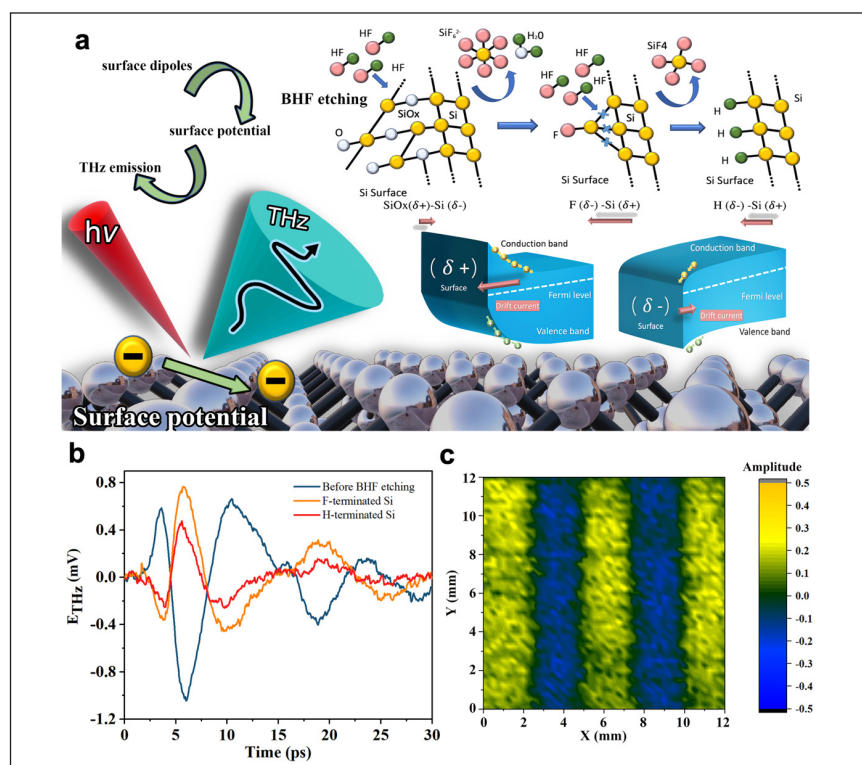 a
surface dipoles
surface potential
THz emission
hν
THz
Surface potential
BHF etching
HF
HF
HF
SiF₆²⁻
H₂0
SiOx
Si
O
Si Surface
SiOx(δ+)-Si (δ-)
HF
HF
HF
SiF4
Si
F
Si Surface
F (δ-) -Si (δ+)
Si
H
H
H
Si Surface
H (δ-) -Si (δ+)
Conduction band
(δ+)
Surface
Fermi level
Drift current
Valence band
Conduction band
(δ-)
Surface
Fermi level
Drift current
Valence band
b
Before BHF etching
F-terminated Si
H-terminated Si
E_THz (mV)
0.8
0.4
0.0
-0.4
-0.8
-1.2
0 5 10 15 20 25 30
Time (ps)
c
Amplitude
Y (mm)
12
10
8
6
4
2
0
0 2 4 6 8 10 12
X (mm)
0.5
0.4
0.3
0.2
0.1
0.0
-0.1
-0.2
-0.3
-0.4
-0.5